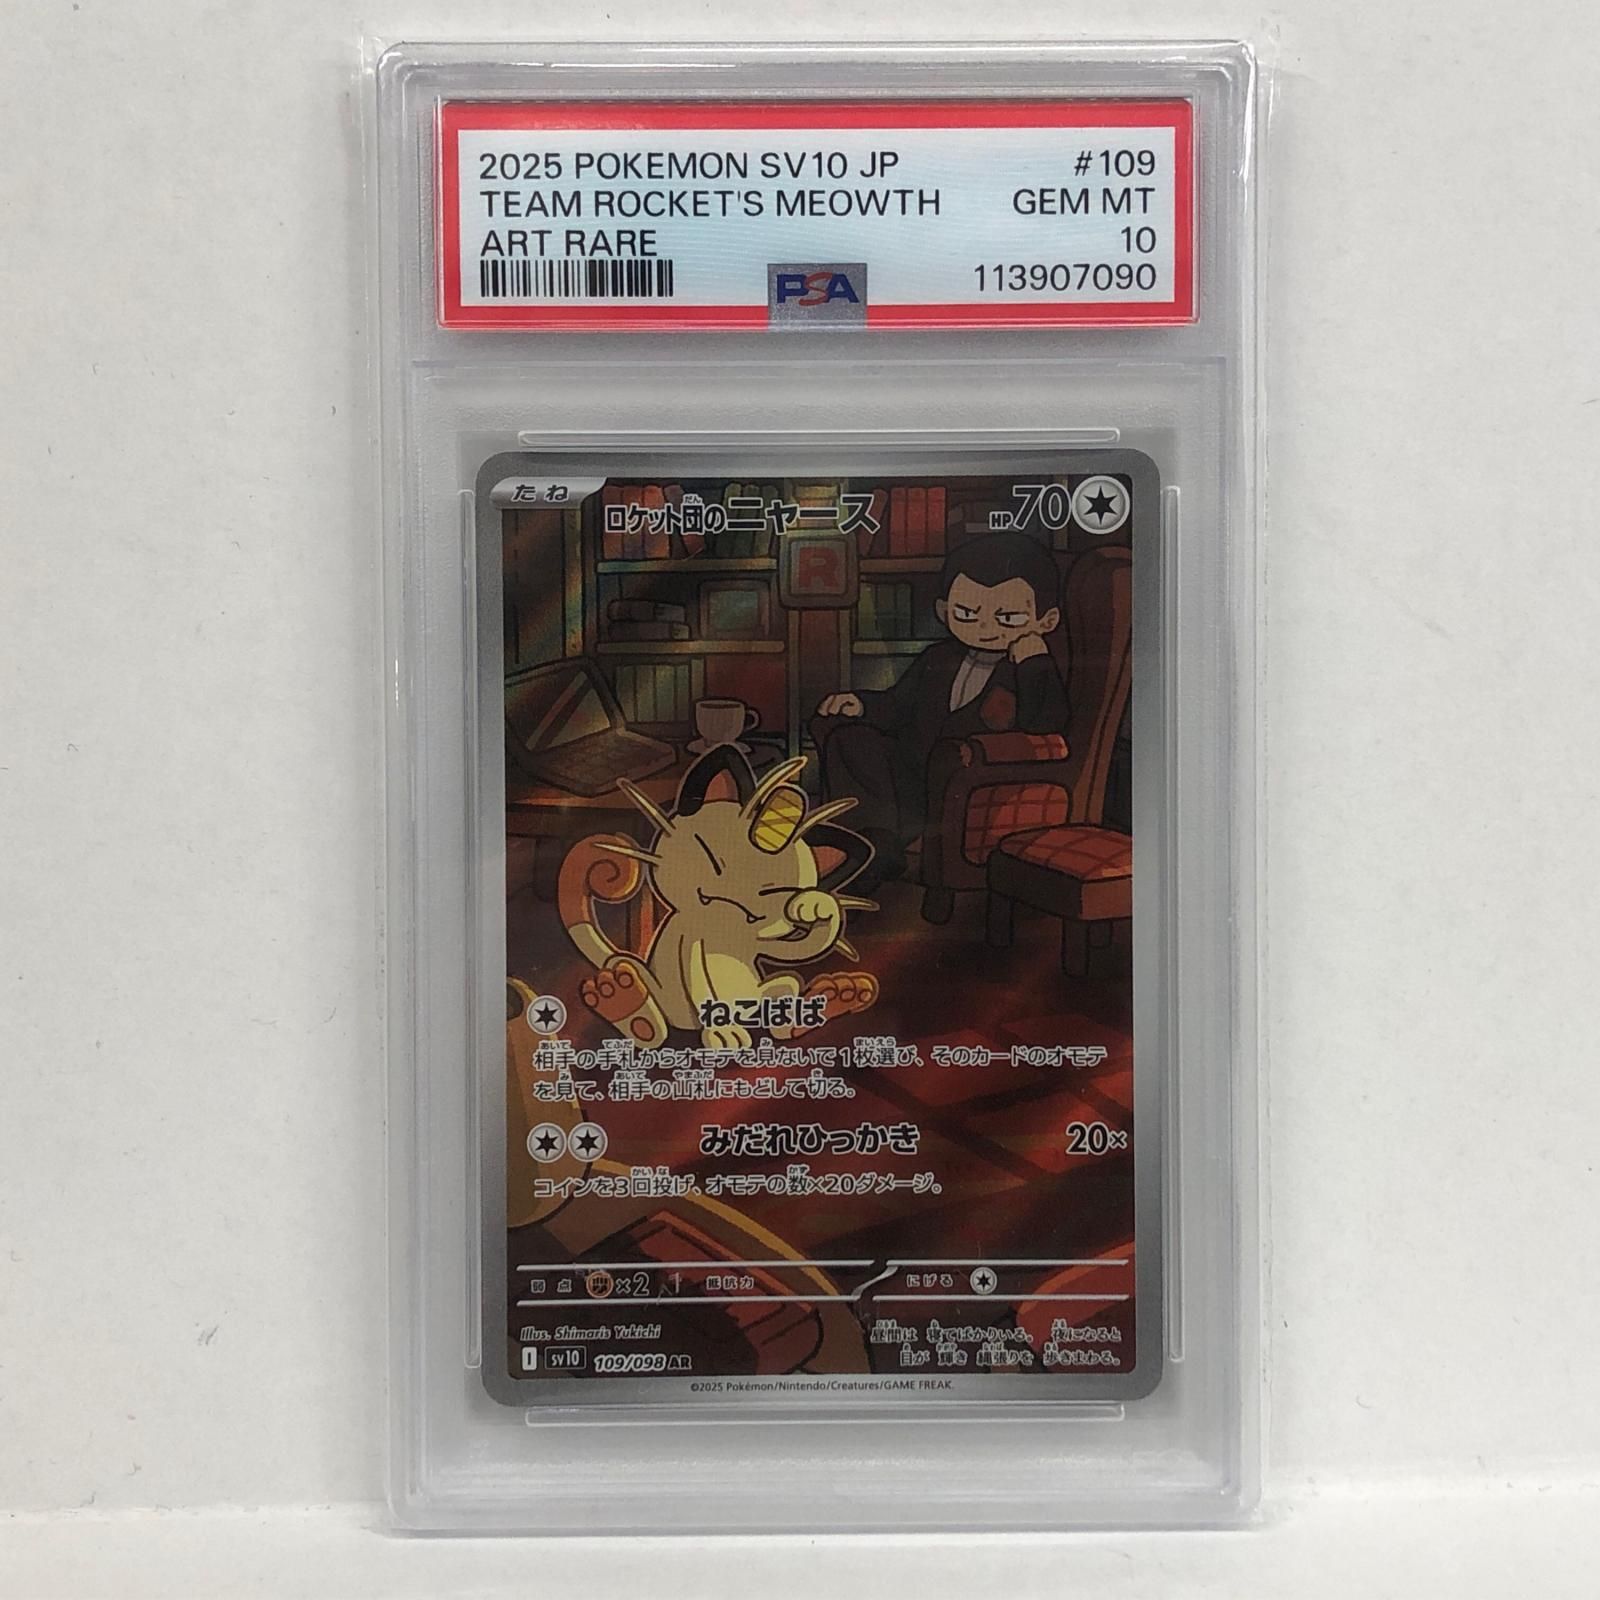 2025 POKEMON SV10 JP #109
TEAM ROCKET'S MEOWTH GEM MT
ART RARE 10
PSA 113907090
たね ロケット団のニャース HP70
だん
R
ねこばば
相手の手札からオモテを見ないで1枚選び、そのカードのオモテ
を見て、相手の山札にもどして切る。
みだれひっかき 20×
コインを3回投げ、オモテの数×20ダメージ。
弱点 ×2 抵抗力 にげる
Illus. Shimaris Yukichi
昼間は 寝てばかりいる。 夜になると
目が 輝き 縄張りを 歩きまわる。
I SV10 109/098 AR
©2025 Pokémon/Nintendo/Creatures/GAME FREAK.